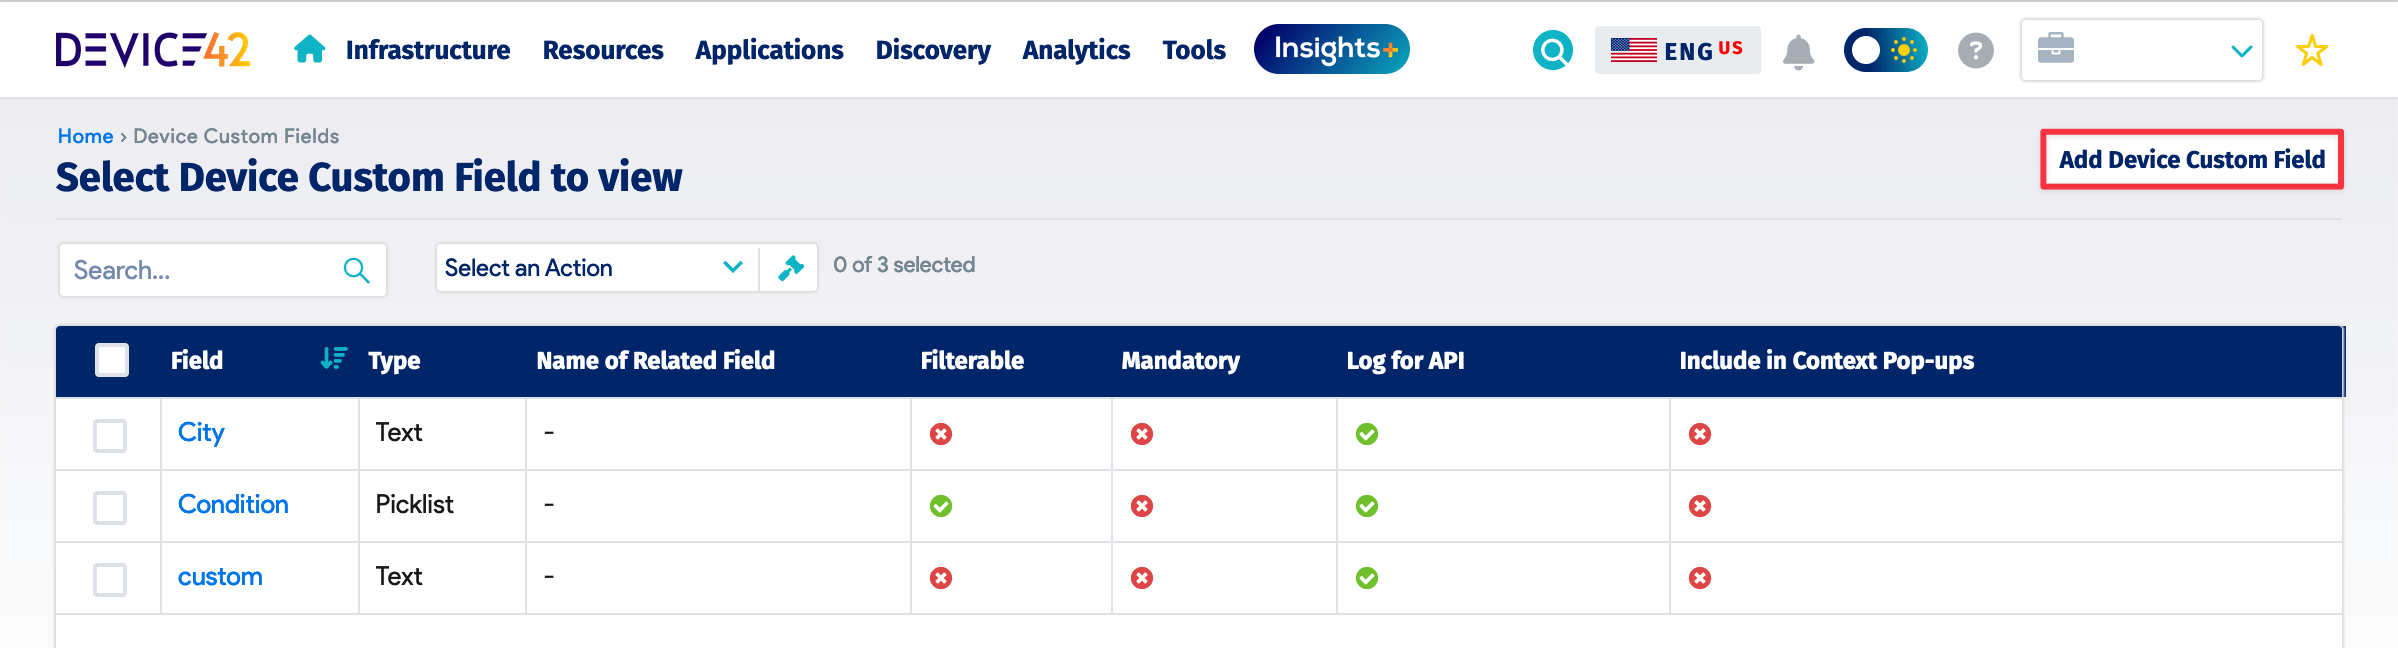 DEVICE42 Infrastructure Resources Applications Discovery Analytics Tools Insights+ ENG US ?
Home › Device Custom Fields
Select Device Custom Field to view
Add Device Custom Field
Search...
Select an Action
0 of 3 selected
Field Type Name of Related Field Filterable Mandatory Log for API Include in Context Pop-ups
City Text -
Condition Picklist -
custom Text -